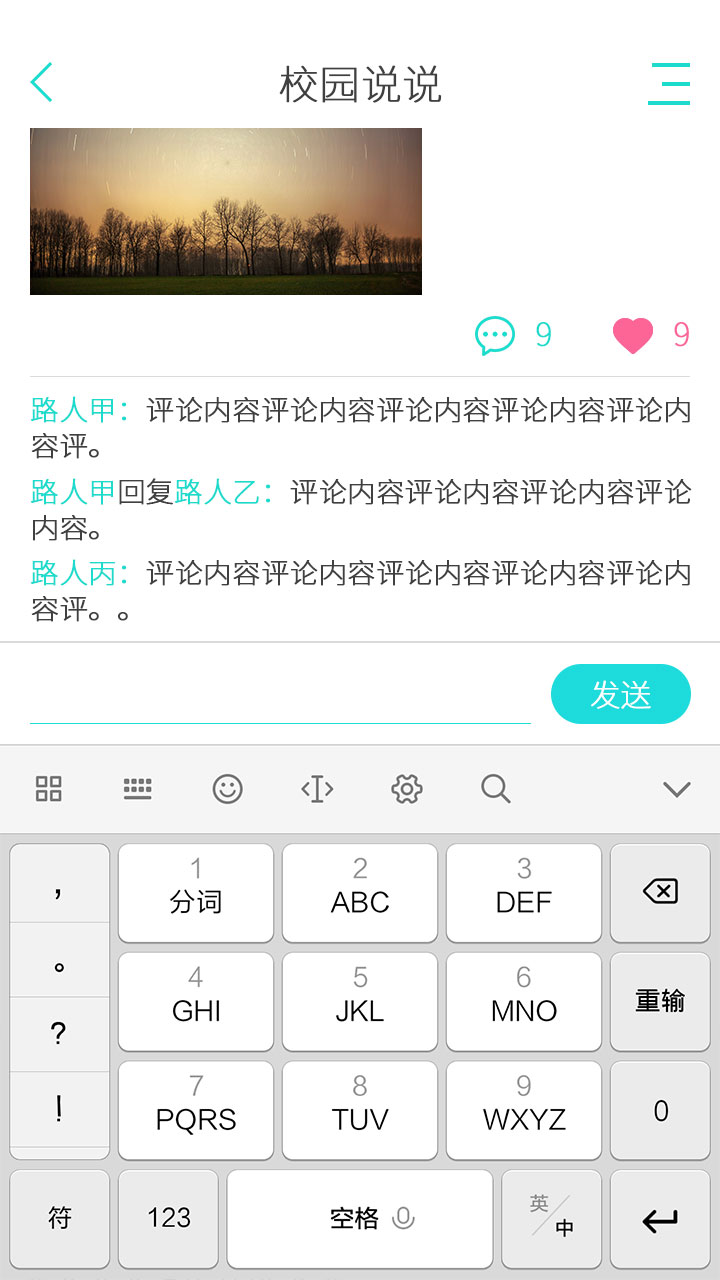 校园说说
9 9
路人甲：评论内容评论内容评论内容评论内容评论内
容评。
路人甲回复路人乙：评论内容评论内容评论内容评论
内容。
路人丙：评论内容评论内容评论内容评论内容评论内
容评。。
发送
， 1 2 3
分词 ABC DEF
。 4 5 6
GHI JKL MNO 重输
?
! 7 8 9
PQRS TUV WXYZ 0
符 123 空格 英/中